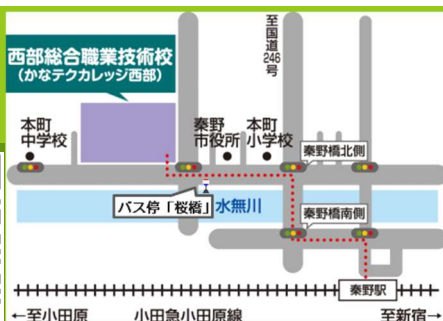 西部総合職業技術校
(かなテクカレッジ西部)
至国道246号
本町
中学校
秦野
市役所
本町
小学校
秦野橋北側
バス停「桜橋」
水無川
秦野橋南側
秦野駅
←至小田原
小田急小田原線
至新宿→